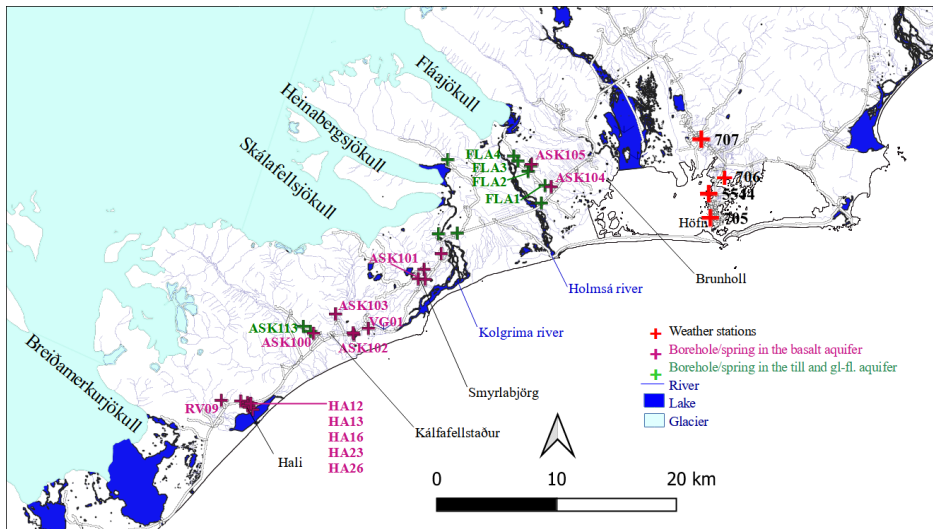 Fláajökull
Heinabergsjökull
Skálafellsjökull
Breiðamerkurjökull
FLA4
ASK105
FLA3
FLA2
ASK104
FLA1
707
706
5544
Höfn
705
Brunholl
Holmsá river
ASK101
Kolgrima river
ASK103
VG01
ASK113
ASK100
ASK102
Smyrlabjörg
Kálfafellstaður
RV09
HA12
HA13
HA16
HA23
HA26
Hali
Weather stations
Borehole/spring in the basalt aquifer
Borehole/spring in the till and gl-fl. aquifer
River
Lake
Glacier
0 10 20 km